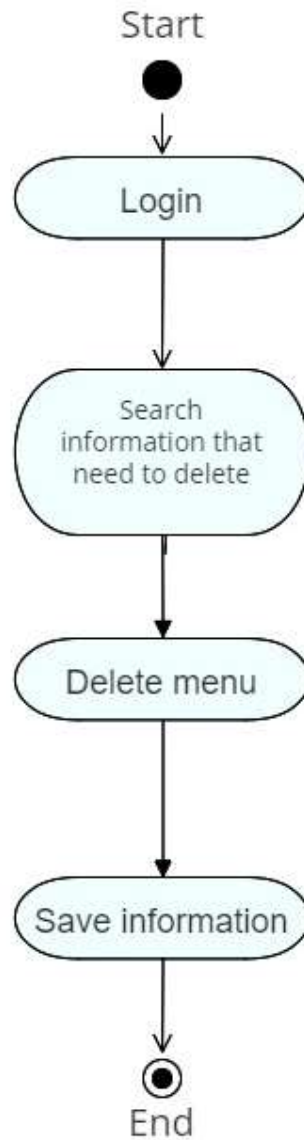 Start
Login
Search
information that
need to delete
Delete menu
Save information
End